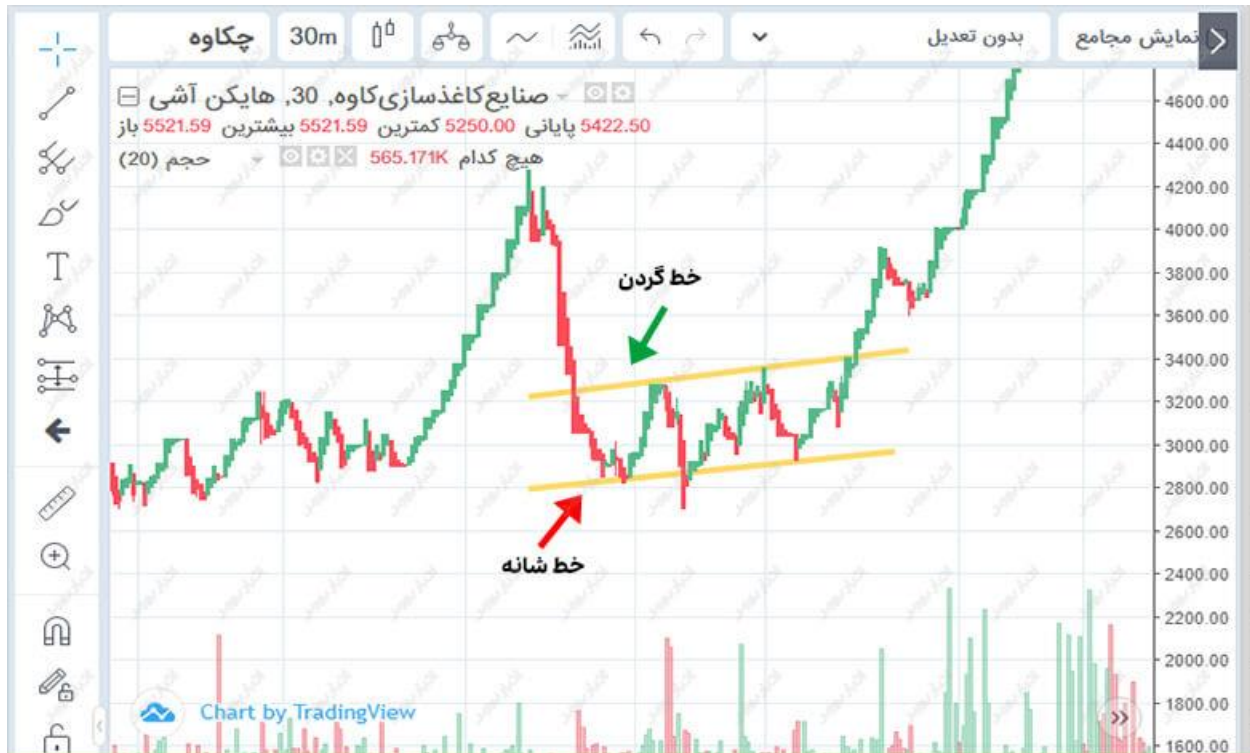 چکاوه 30m بدون تعدیل نمایش مجامع
صنایع‌کاغذسازی‌کاوه, 30, هایکن آشی
باز 5521.59 بیشترین 5521.59 کمترین 5250.00 پایانی 5422.50
حجم (20) 565.171K هیچ کدام
خط گردن
خط شانه
4600.00
4400.00
4200.00
4000.00
3800.00
3600.00
3400.00
3200.00
3000.00
2800.00
2600.00
2400.00
2200.00
2000.00
1800.00
1600.00
Chart by TradingView